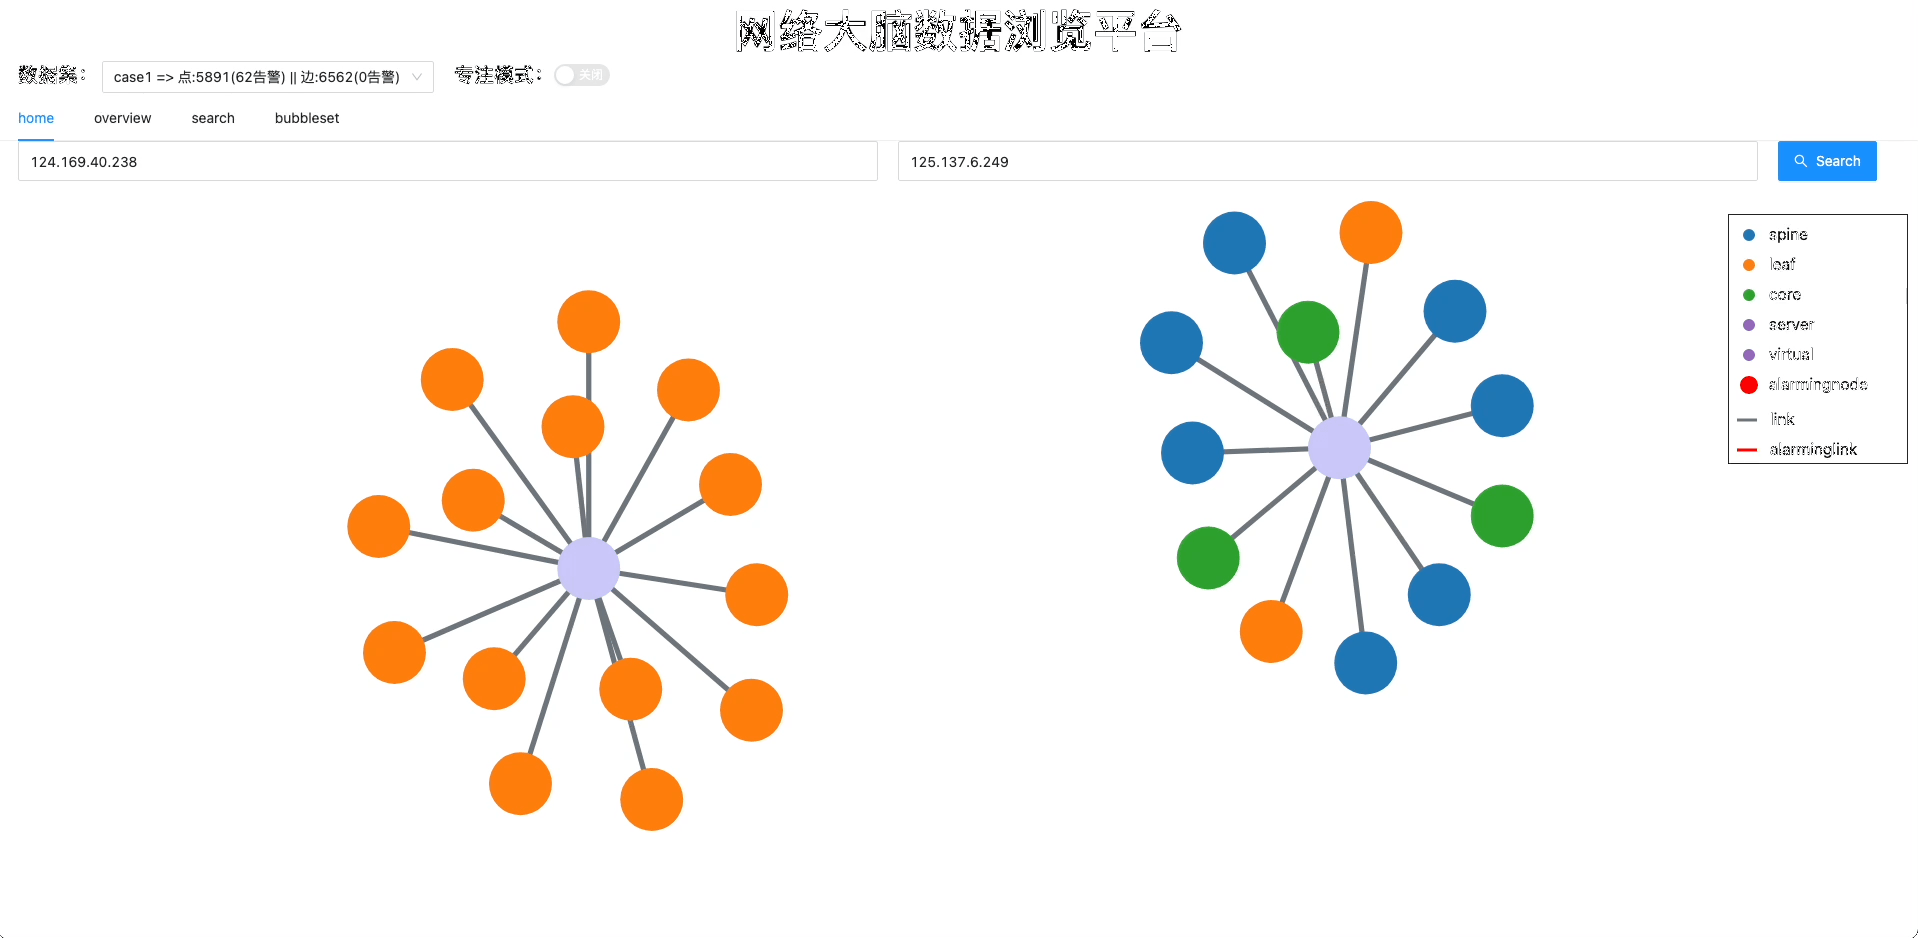 网络大脑数据浏览平台
数据集： case1 => 点:5891(62告警) || 边:6562(0告警) 专注模式： 关闭
home overview search bubbleset
124.169.40.238 125.137.6.249 Search
spine
leaf
core
server
virtual
alarmingnode
link
alarminglink